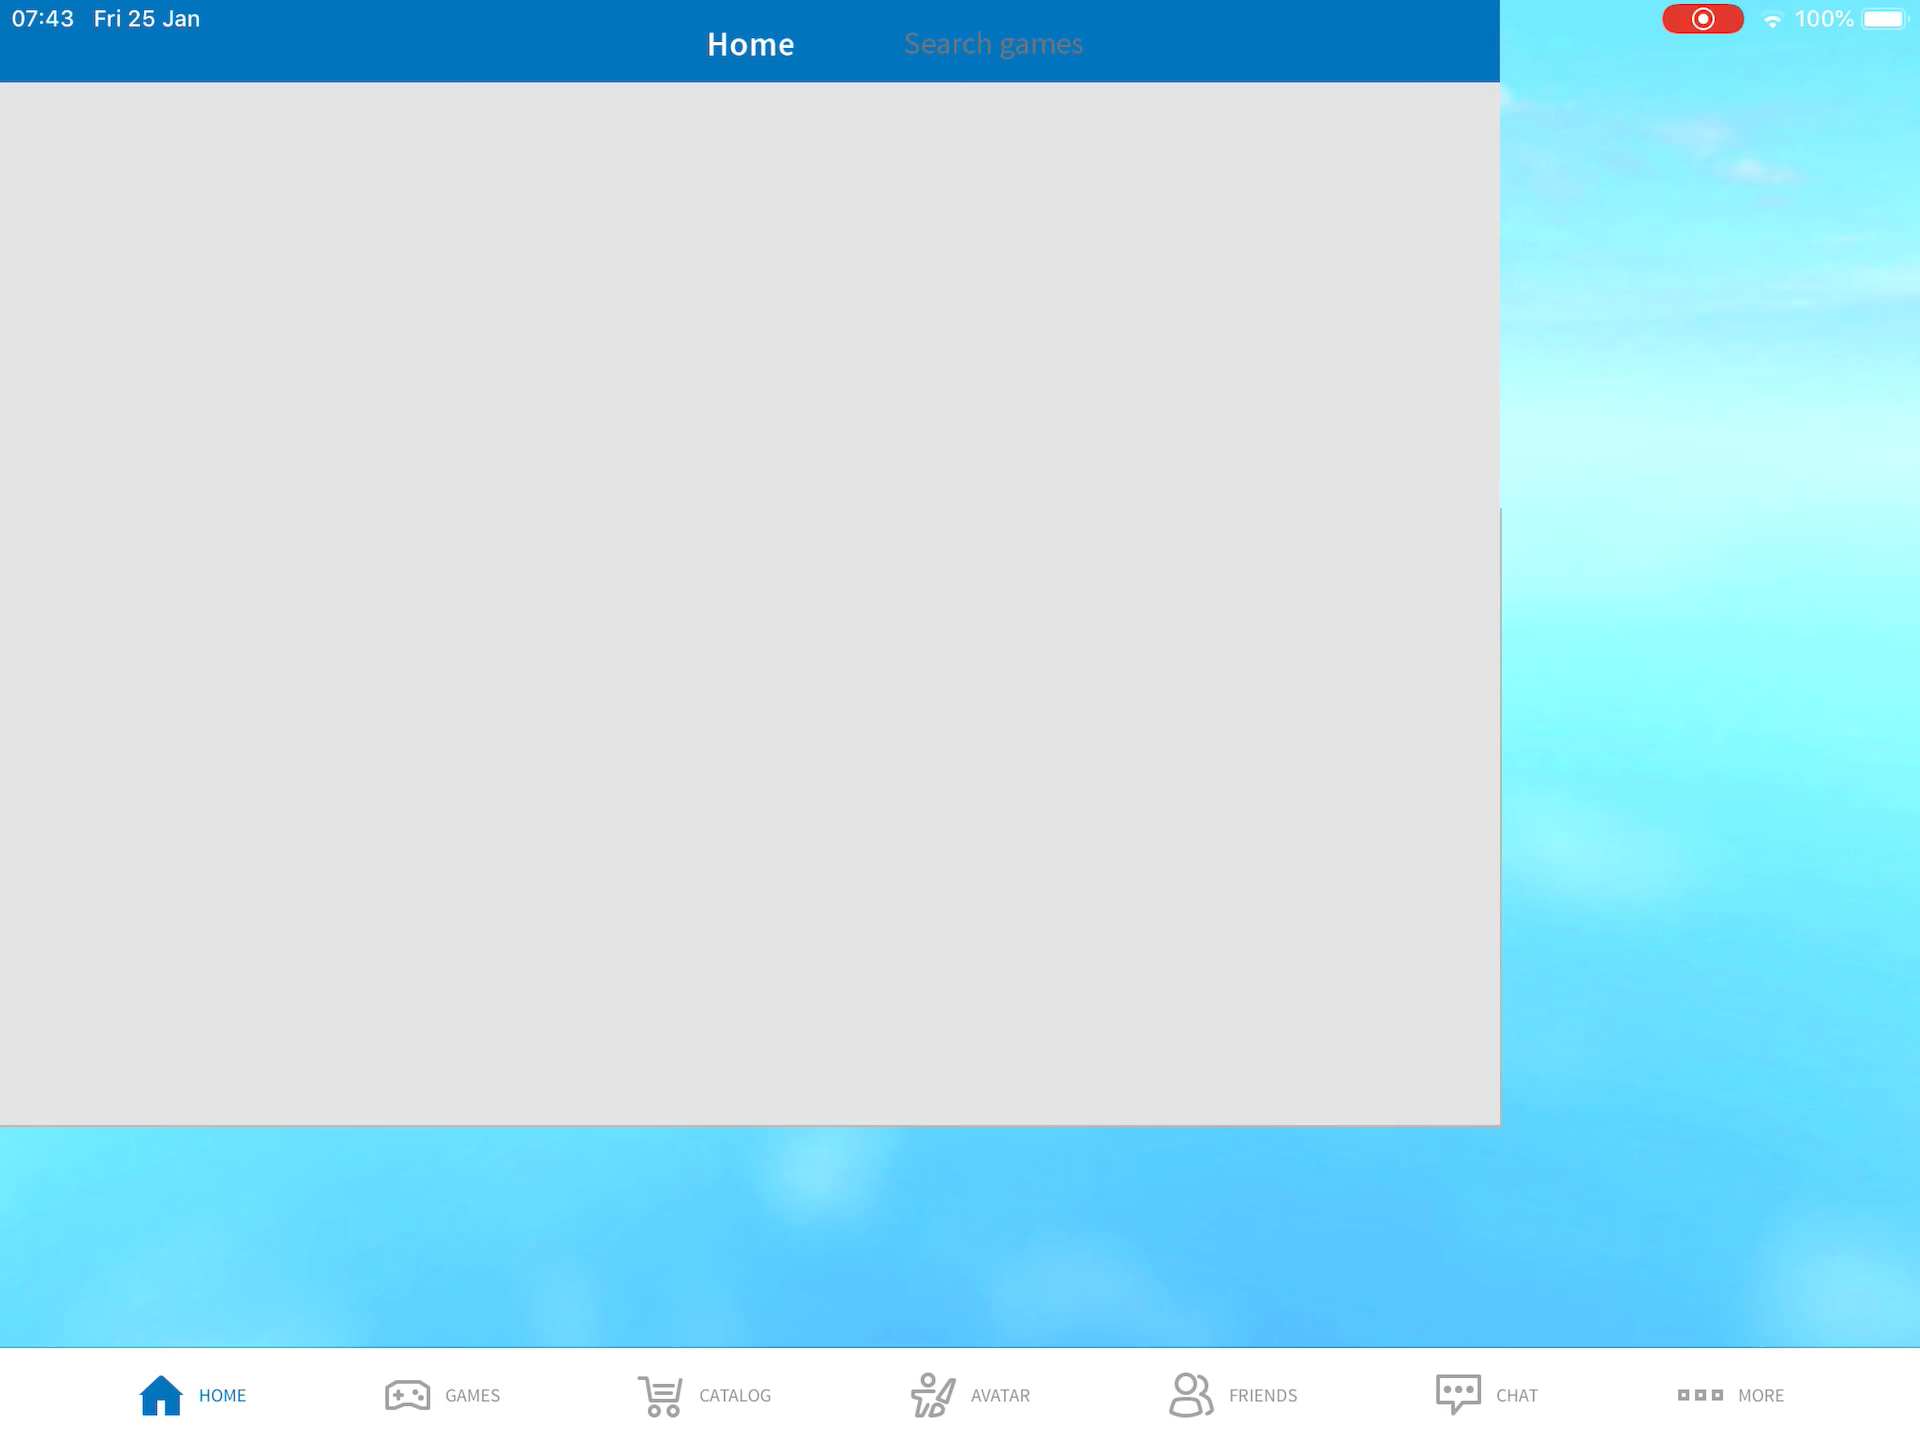 07:43 Fri 25 Jan
100%
Home
Search games
HOME
GAMES
CATALOG
AVATAR
FRIENDS
CHAT
MORE